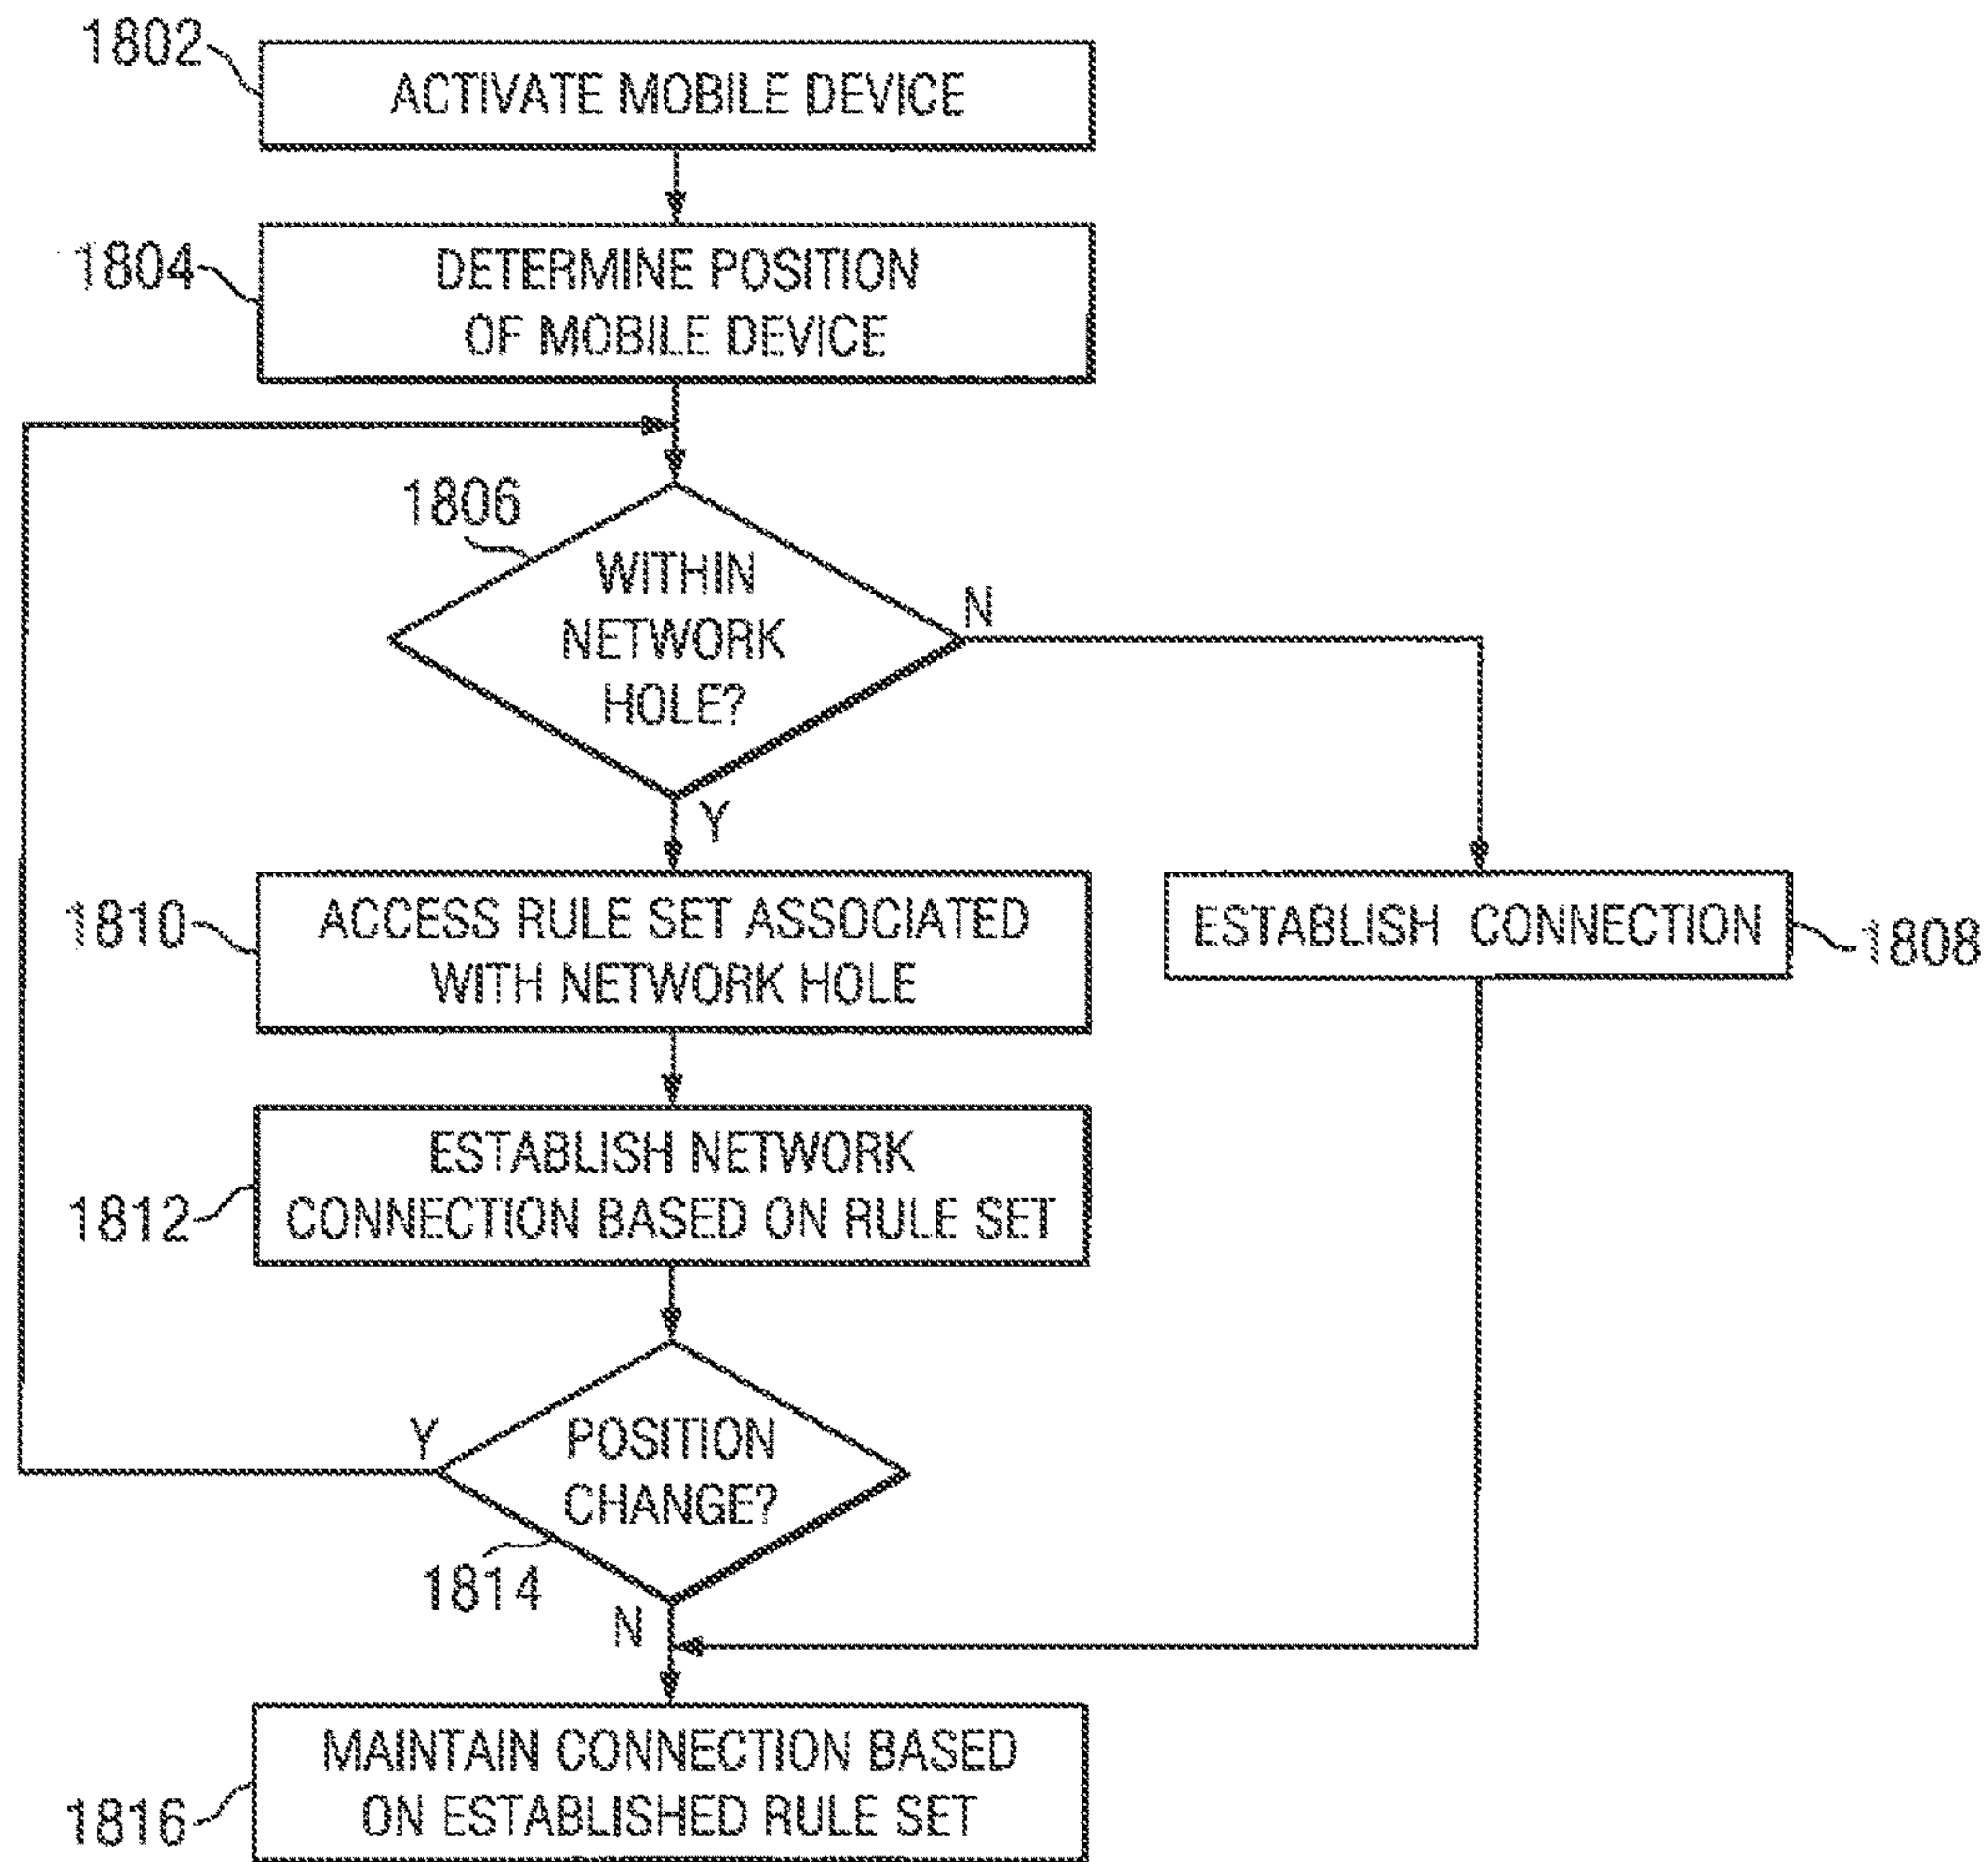 1802
ACTIVATE MOBILE DEVICE
1804
DETERMINE POSITION
OF MOBILE DEVICE
1806
WITHIN
NETWORK
HOLE?
N
Y
1810
ACCESS RULE SET ASSOCIATED
WITH NETWORK HOLE
ESTABLISH CONNECTION
1808
1812
ESTABLISH NETWORK
CONNECTION BASED ON RULE SET
Y
POSITION
CHANGE?
1814
N
1816
MAINTAIN CONNECTION BASED
ON ESTABLISHED RULE SET